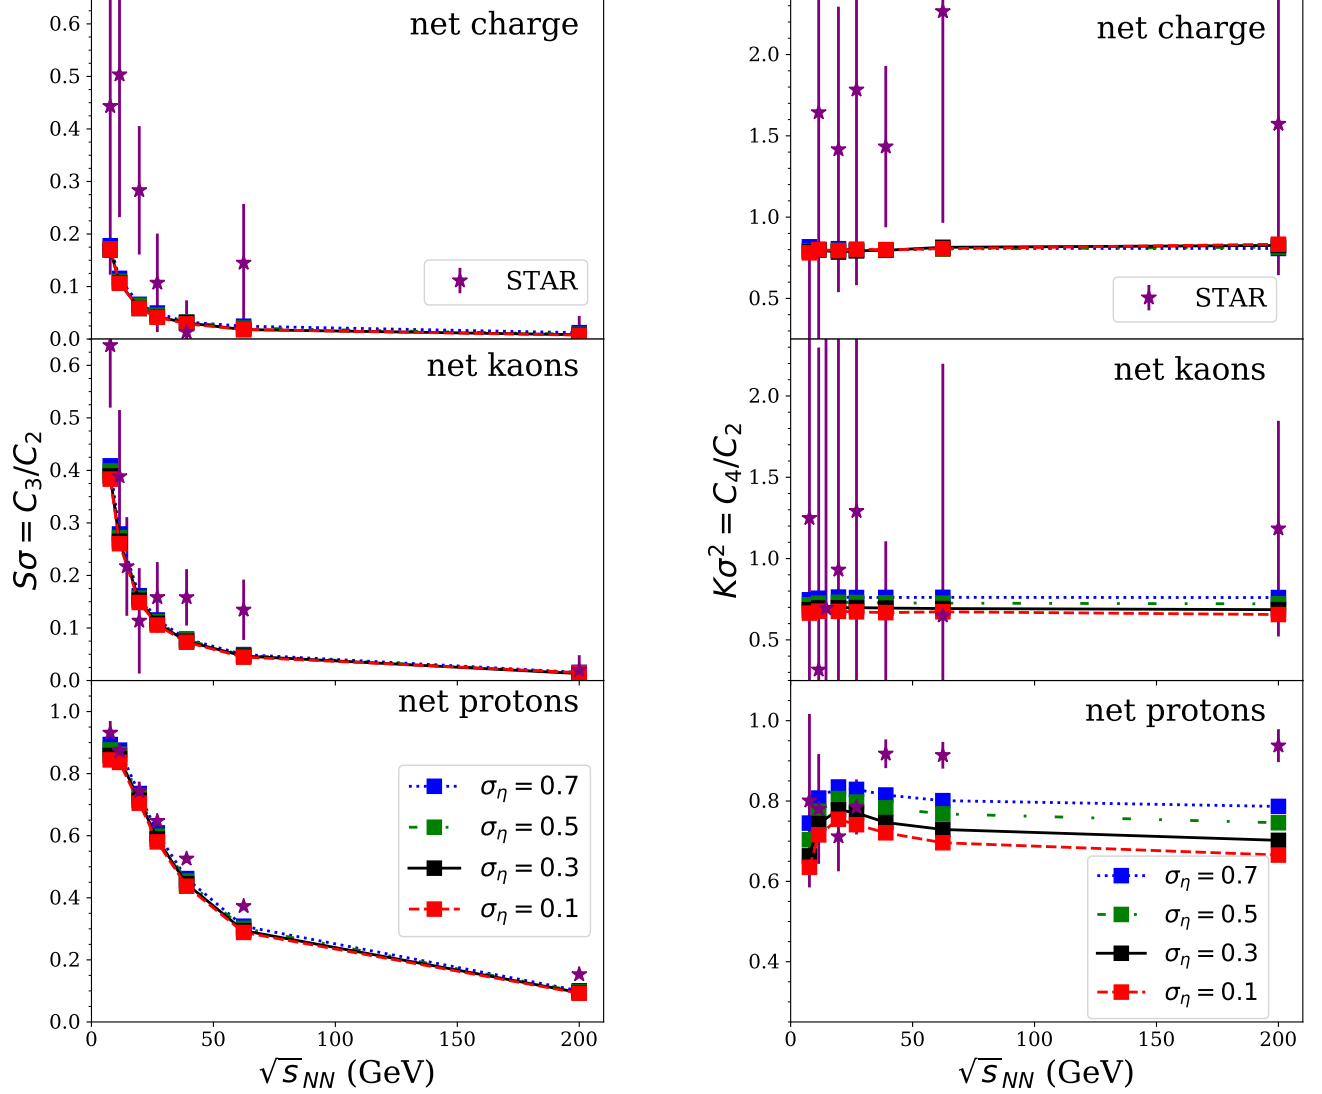 net charge
0.6
0.5
0.4
0.3
0.2
0.1
0.0
STAR
net kaons
0.6
0.5
0.4
0.3
0.2
0.1
0.0
Sσ = C₃/C₂
net protons
1.0
0.8
0.6
0.4
0.2
0.0
σ_η = 0.7
σ_η = 0.5
σ_η = 0.3
σ_η = 0.1
0 50 100 150 200
√s_NN (GeV)
net charge
2.0
1.5
1.0
0.5
STAR
net kaons
2.0
1.5
1.0
0.5
Kσ² = C₄/C₂
net protons
1.0
0.8
0.6
0.4
σ_η = 0.7
σ_η = 0.5
σ_η = 0.3
σ_η = 0.1
0 50 100 150 200
√s_NN (GeV)